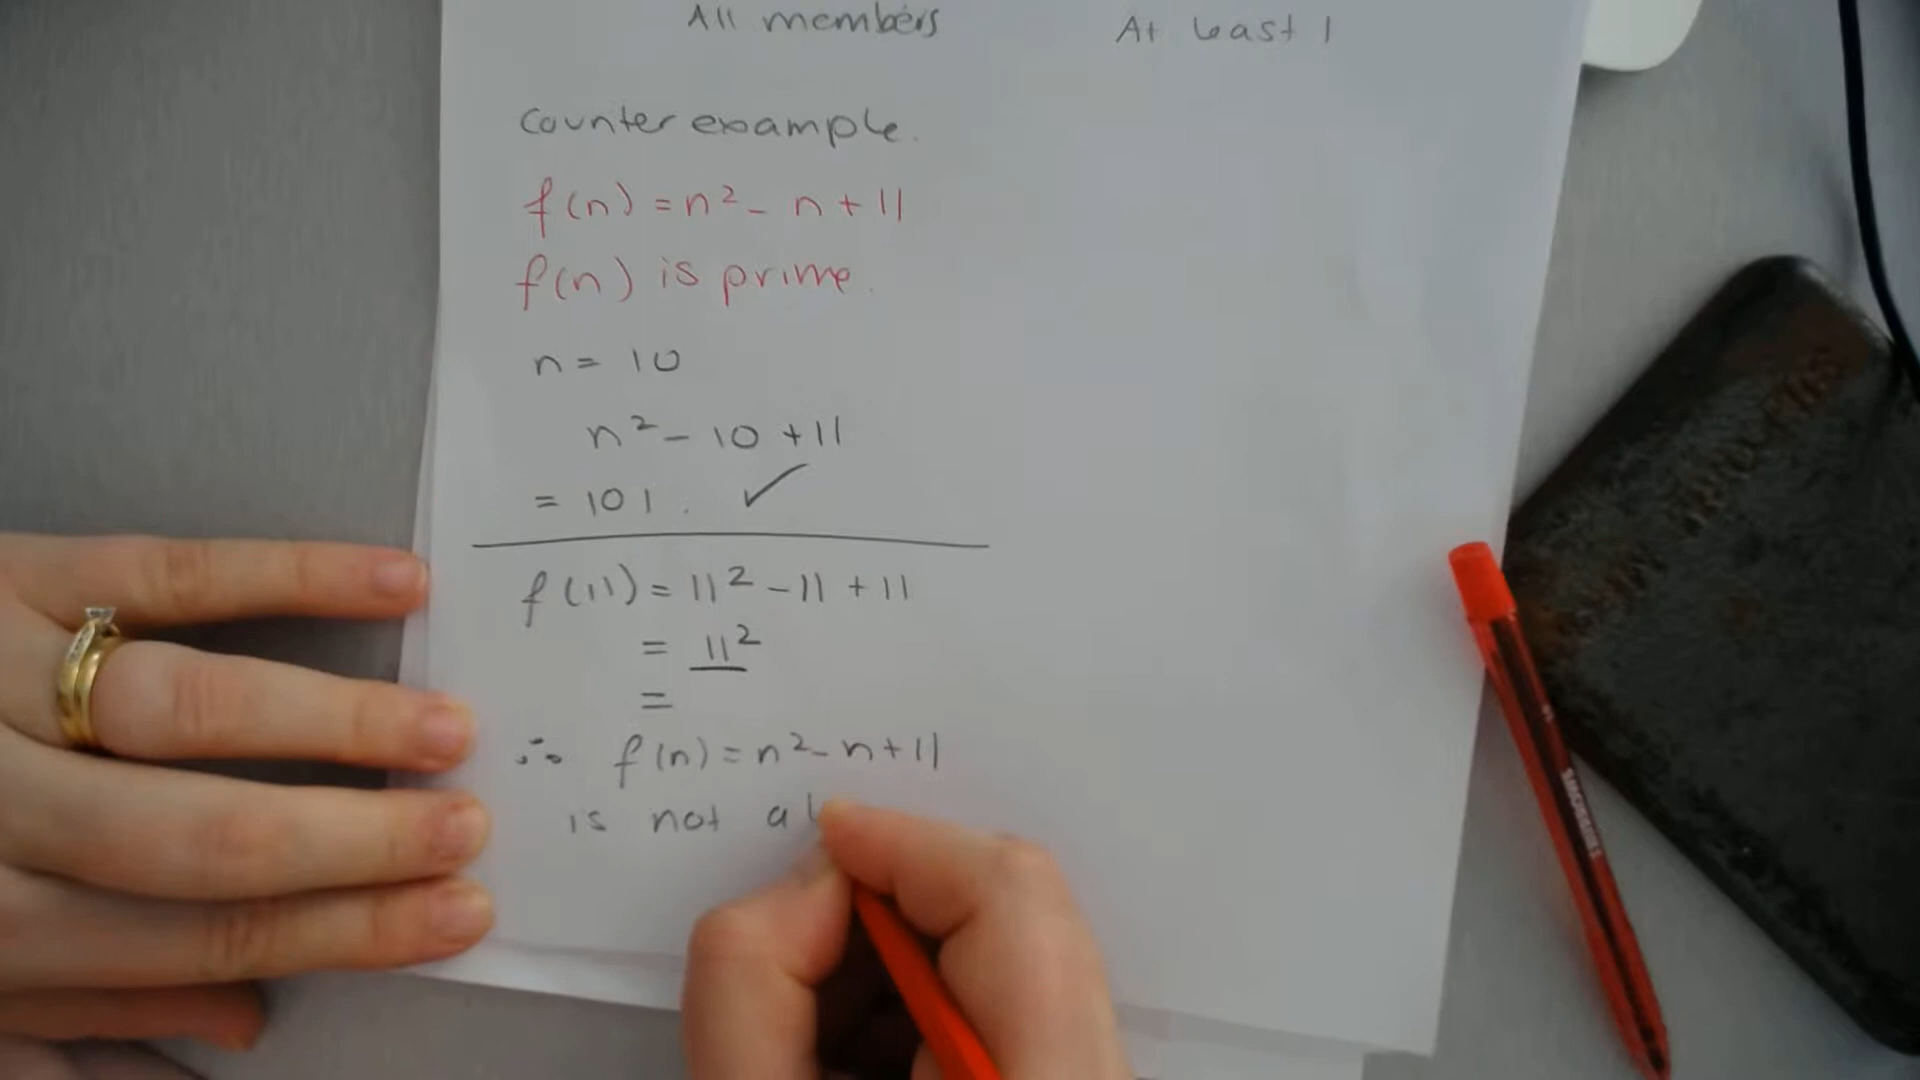 All members At least 1
Counter example.
f(n) = n² - n + 11
f(n) is prime.
n = 10
n² - 10 + 11
= 101. ✓
f(11) = 11² - 11 + 11
= 11²
=
∴ f(n) = n² - n + 11
is not al